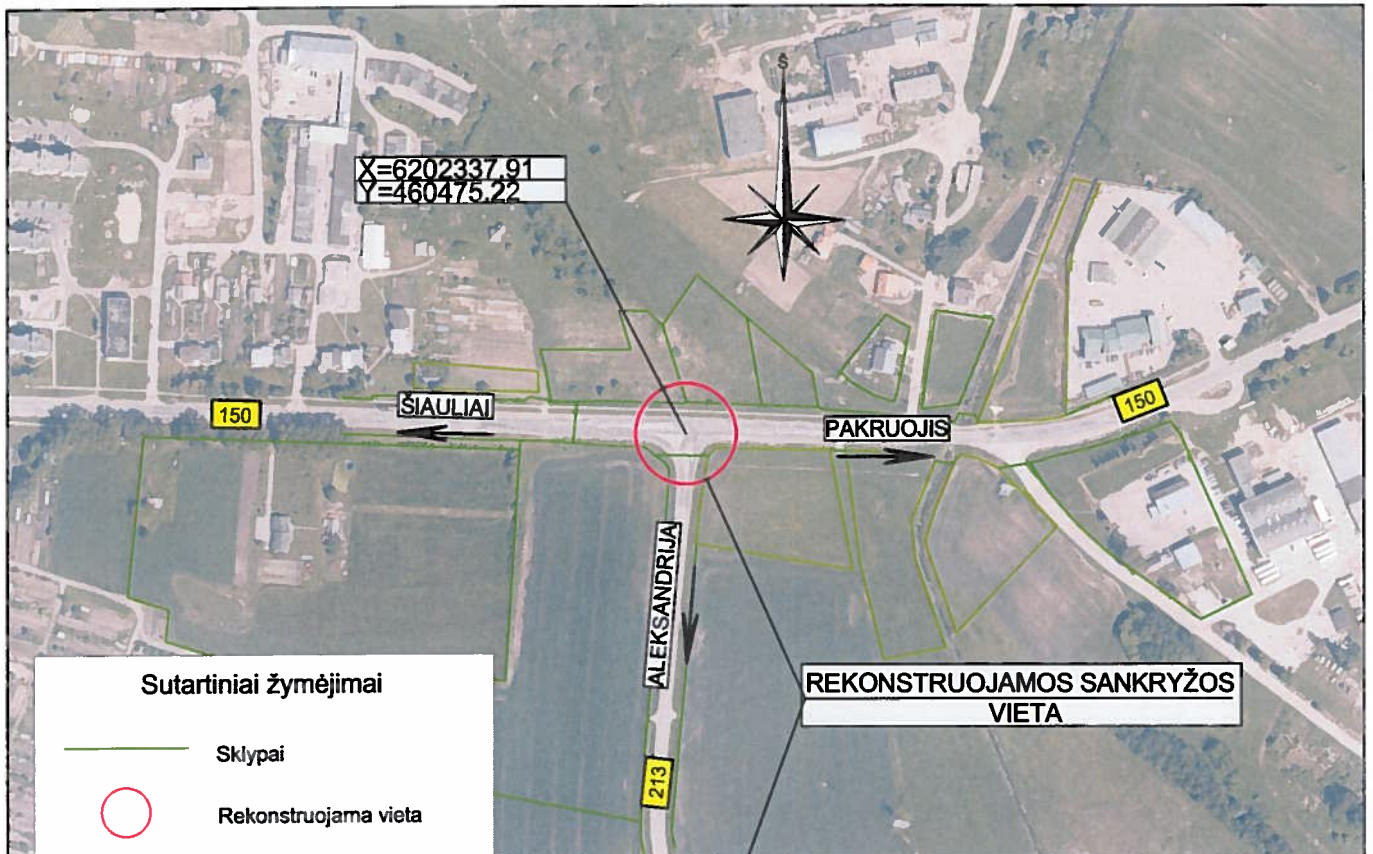 Š
X=6202337.91
Y=460475.22
150
ŠIAULIAI
PAKRUOJIS
150
ALEKSANDRIJA
213
REKONSTRUOJAMOS SANKRYŽOS
VIETA
Sutartiniai žymėjimai
Sklypai
Rekonstruojama vieta